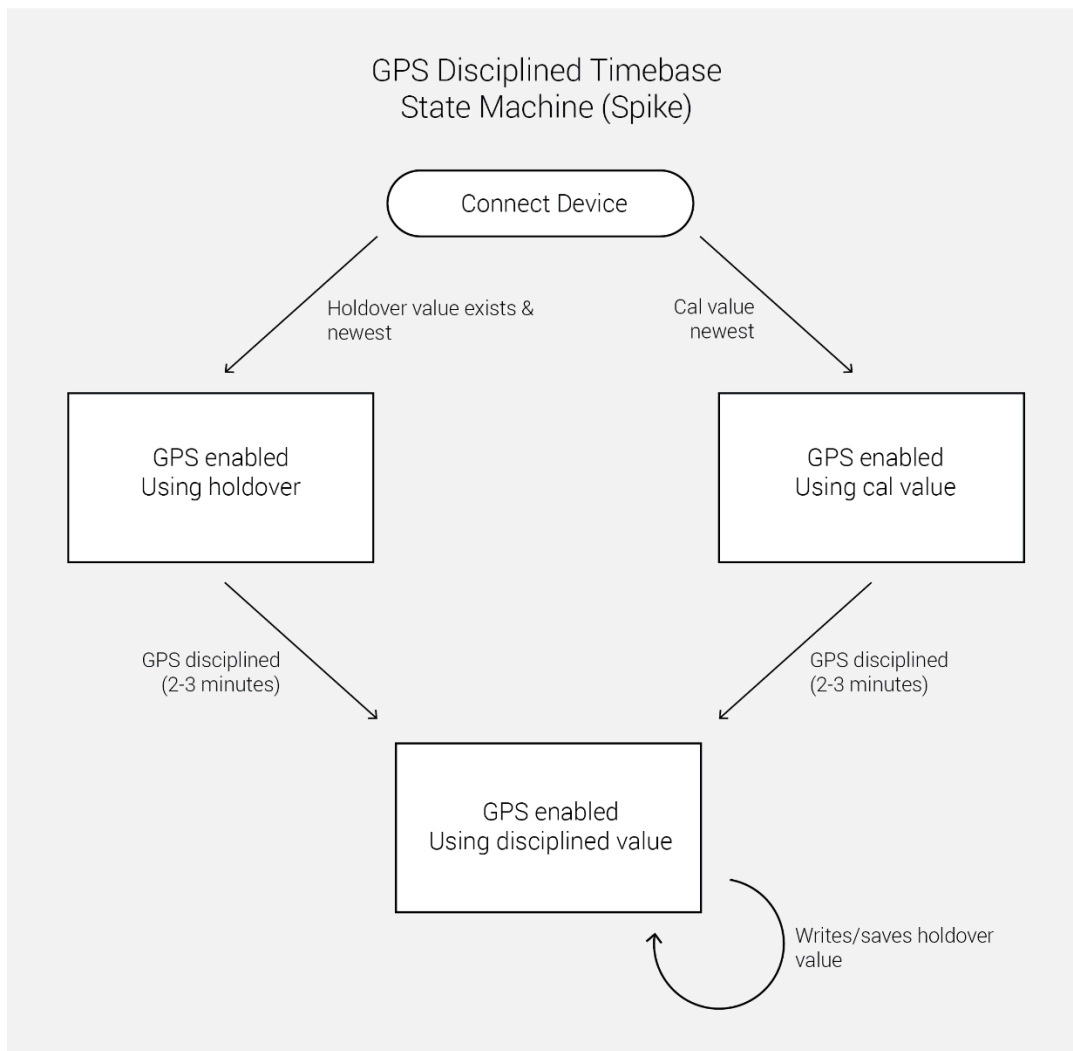 GPS Disciplined Timebase
State Machine (Spike)
Connect Device
Holdover value exists &
newest
Cal value
newest
GPS enabled
Using holdover
GPS enabled
Using cal value
GPS disciplined
(2-3 minutes)
GPS disciplined
(2-3 minutes)
GPS enabled
Using disciplined value
Writes/saves holdover
value